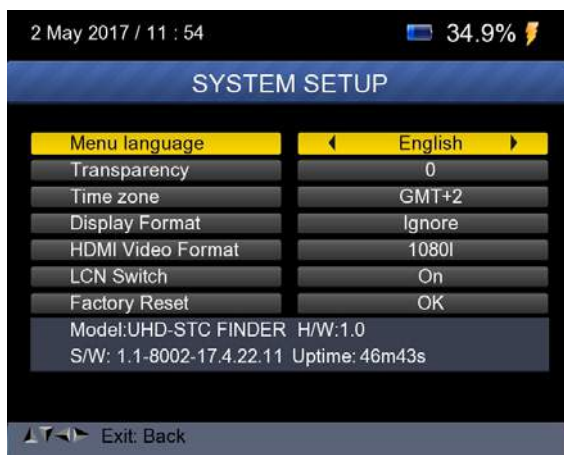 2 May 2017 / 11 : 54 34.9%
SYSTEM SETUP
Menu language English
Transparency 0
Time zone GMT+2
Display Format Ignore
HDMI Video Format 1080I
LCN Switch On
Factory Reset OK
Model:UHD-STC FINDER H/W:1.0
S/W: 1.1-8002-17.4.22.11 Uptime: 46m43s
Exit: Back